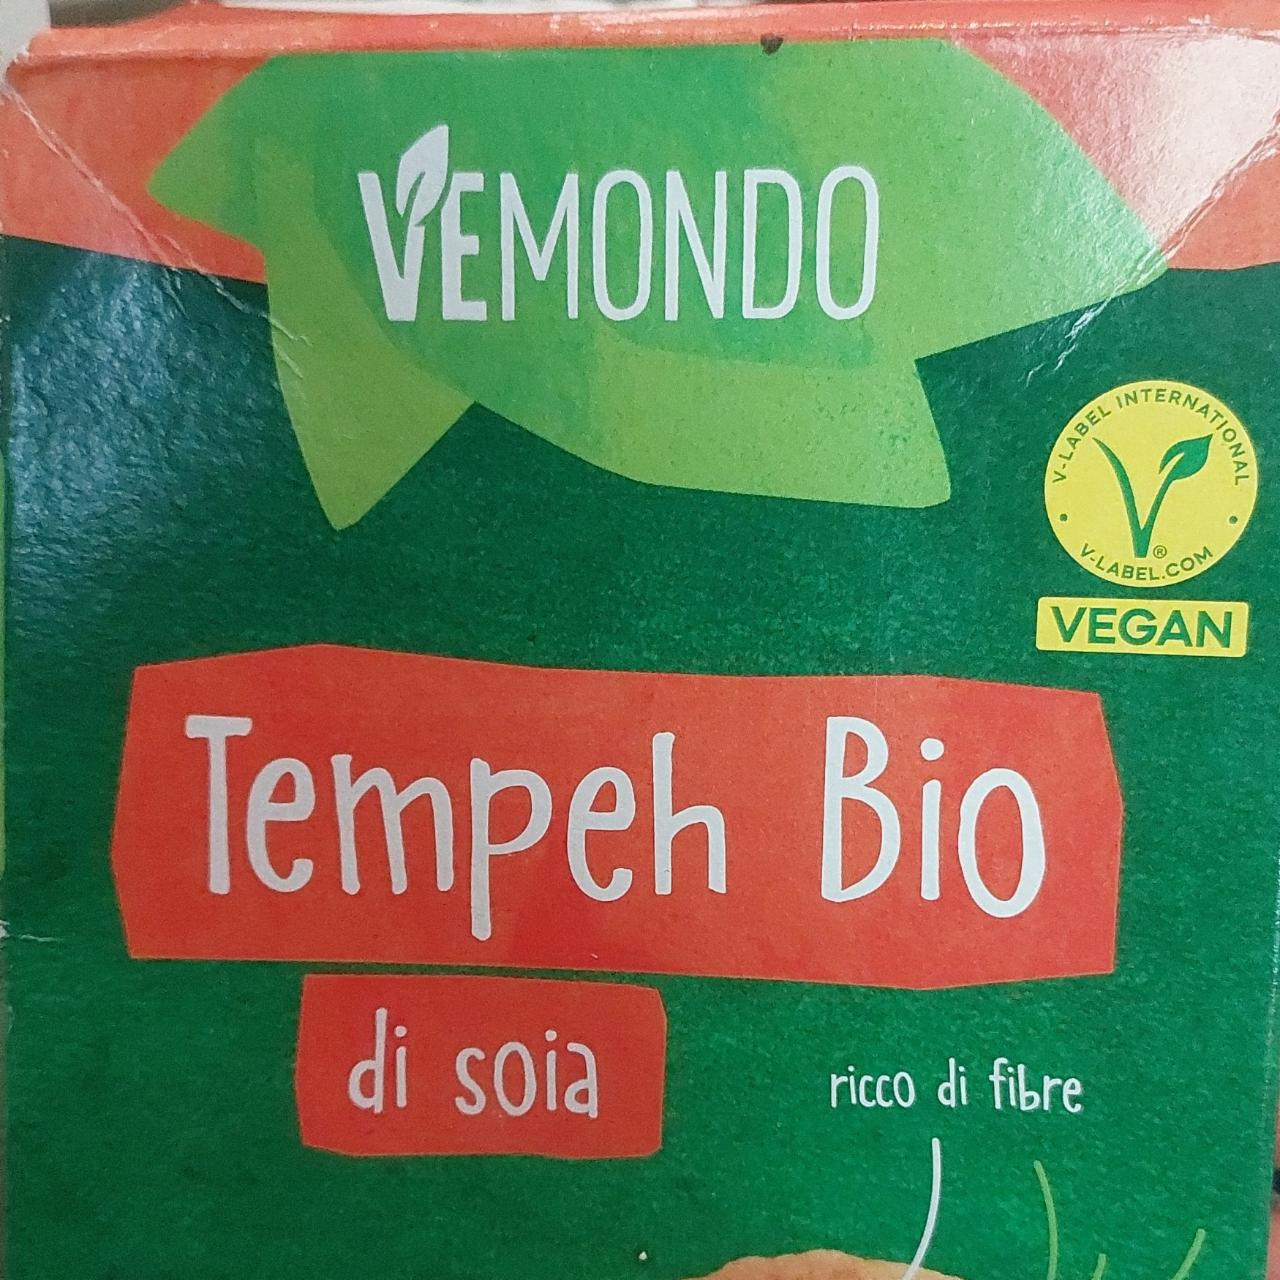 VEMONDO
V-LABEL INTERNATIONAL
® 
V-LABEL.COM
VEGAN
Tempeh Bio
di soia
ricco di fibre